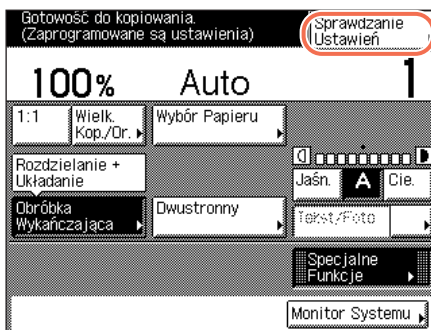 Gotowość do kopiowania.
(Zaprogramowane są ustawienia)
Sprawdzanie
Ustawień
100%
Auto
1
1:1
Wielk.
Kop./Or.
Wybór Papieru
Rozdzielanie +
Układanie
Jaśn.
A
Cie.
Obróbka
Wykańczająca
Dwustronny
Tekst/Foto
Specjalne
Funkcje
Monitor Systemu